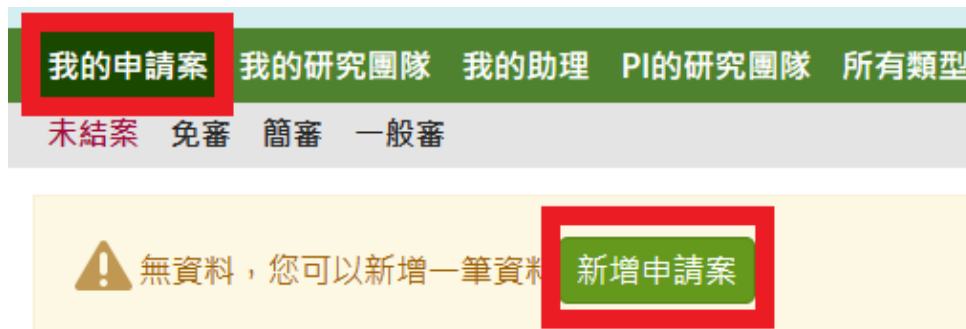 我的申請案 我的研究團隊 我的助理 PI的研究團隊 所有類型
未結案 免審 簡審 一般審
無資料，您可以新增一筆資料 新增申請案